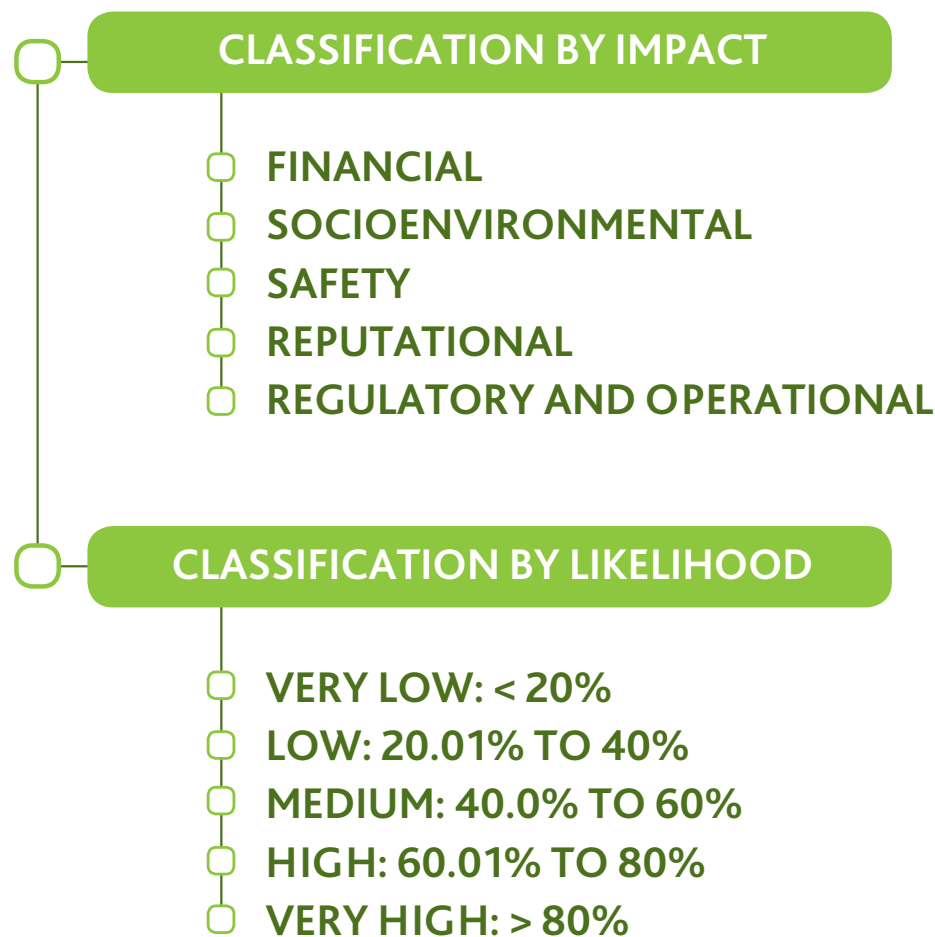 CLASSIFICATION BY IMPACT
FINANCIAL
SOCIOENVIRONMENTAL
SAFETY
REPUTATIONAL
REGULATORY AND OPERATIONAL
CLASSIFICATION BY LIKELIHOOD
VERY LOW: < 20%
LOW: 20.01% TO 40%
MEDIUM: 40.0% TO 60%
HIGH: 60.01% TO 80%
VERY HIGH: > 80%